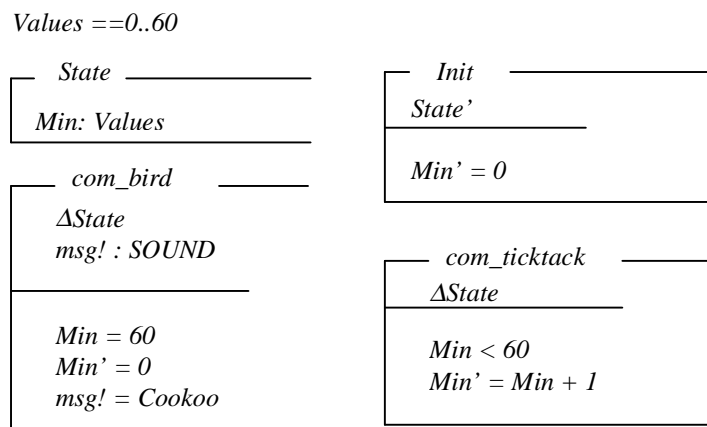 Values ==0..60
State
Min: Values
com_bird
ΔState
msg! : SOUND
Min = 60
Min’ = 0
msg! = Cookoo
Init
State’
Min’ = 0
com_ticktack
ΔState
Min < 60
Min’ = Min + 1